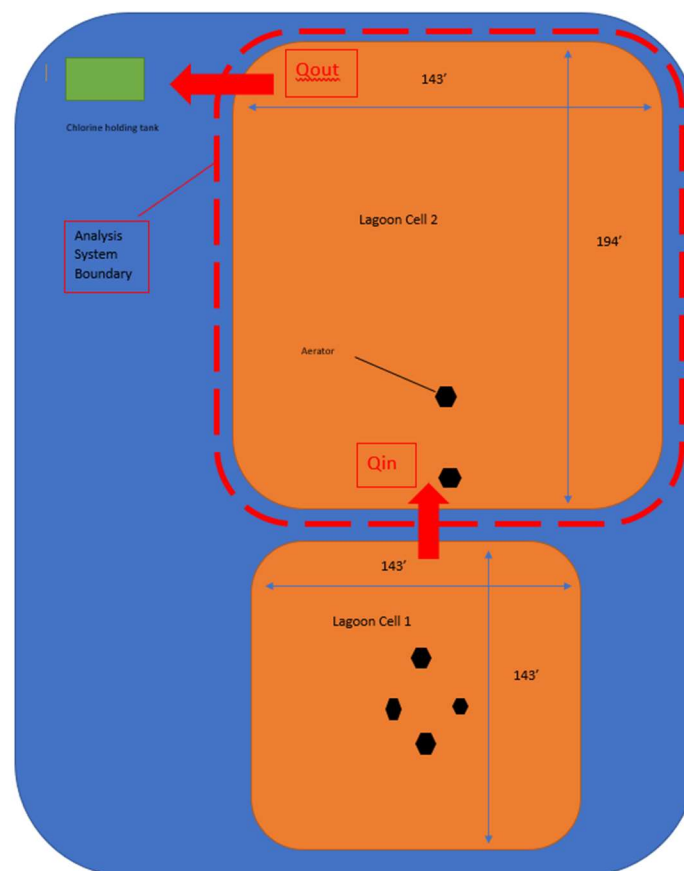 Qout
143’
Chlorine holding tank
Lagoon Cell 2
Analysis
System
Boundary
194’
Aerator
Qin
143’
Lagoon Cell 1
143’